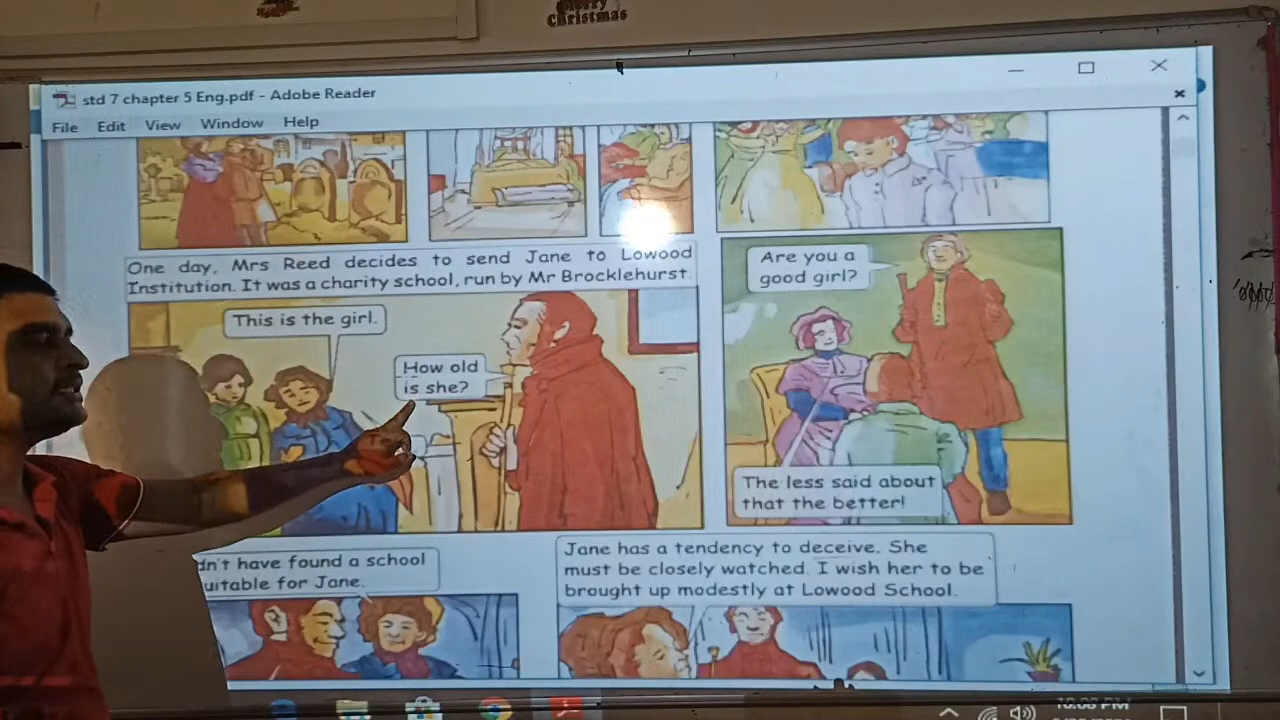 Merry
Christmas
std 7 chapter 5 Eng.pdf - Adobe Reader
File Edit View Window Help
One day, Mrs Reed decides to send Jane to Lowood
Institution. It was a charity school, run by Mr Brocklehurst.
This is the girl.
How old
is she?
Are you a
good girl?
The less said about
that the better!
dn't have found a school
uitable for Jane.
Jane has a tendency to deceive. She
must be closely watched. I wish her to be
brought up modestly at Lowood School.
10:08 PM